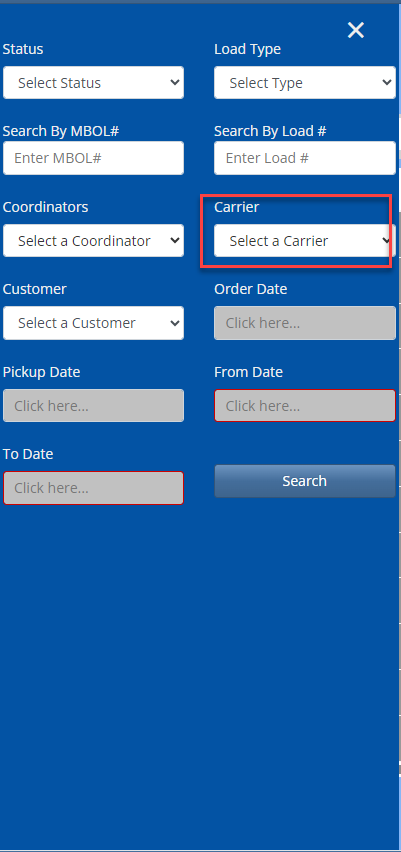 Status
Load Type
Select Status
Select Type
Search By MBOL#
Search By Load #
Enter MBOL#
Enter Load #
Coordinators
Carrier
Select a Coordinator
Select a Carrier
Customer
Order Date
Select a Customer
Click here...
Pickup Date
From Date
Click here...
Click here...
To Date
Click here...
Search